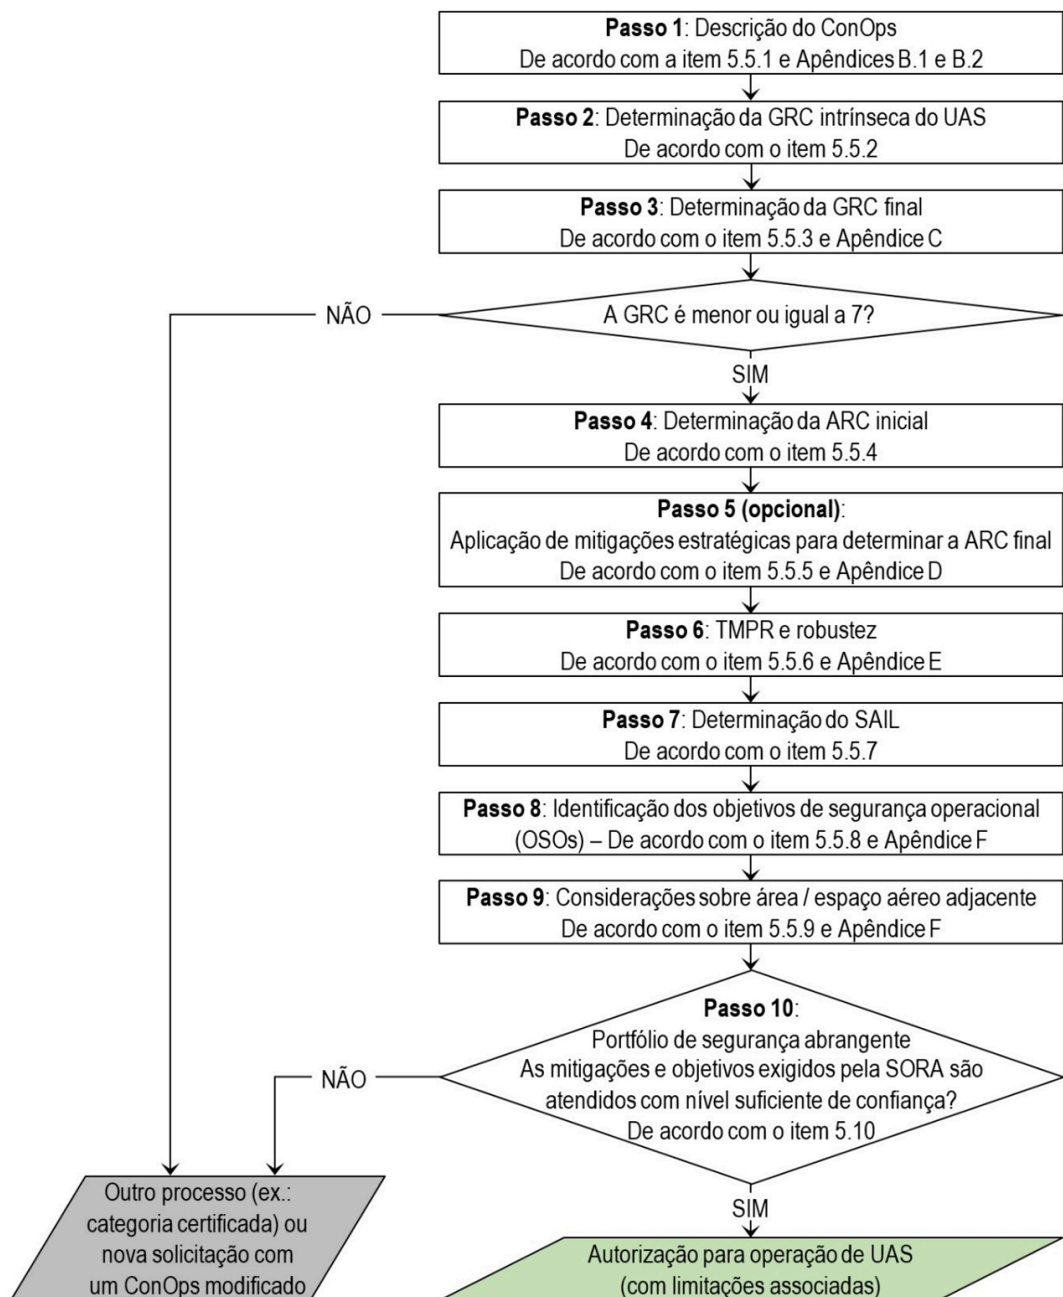 Passo 1: Descrição do ConOps
De acordo com a item 5.5.1 e Apêndices B.1 e B.2
Passo 2: Determinação da GRC intrínseca do UAS
De acordo com o item 5.5.2
Passo 3: Determinação da GRC final
De acordo com o item 5.5.3 e Apêndice C
NÃO
A GRC é menor ou igual a 7?
SIM
Passo 4: Determinação da ARC inicial
De acordo com o item 5.5.4
Passo 5 (opcional):
Aplicação de mitigações estratégicas para determinar a ARC final
De acordo com o item 5.5.5 e Apêndice D
Passo 6: TMPR e robustez
De acordo com o item 5.5.6 e Apêndice E
Passo 7: Determinação do SAIL
De acordo com o item 5.5.7
Passo 8: Identificação dos objetivos de segurança operacional
(OSOs) – De acordo com o item 5.5.8 e Apêndice F
Passo 9: Considerações sobre área / espaço aéreo adjacente
De acordo com o item 5.5.9 e Apêndice F
Passo 10:
Portfólio de segurança abrangente
As mitigações e objetivos exigidos pela SORA são
atendidos com nível suficiente de confiança?
De acordo com o item 5.10
NÃO
SIM
Outro processo (ex.:
categoria certificada) ou
nova solicitação com
um ConOps modificado
Autorização para operação de UAS
(com limitações associadas)